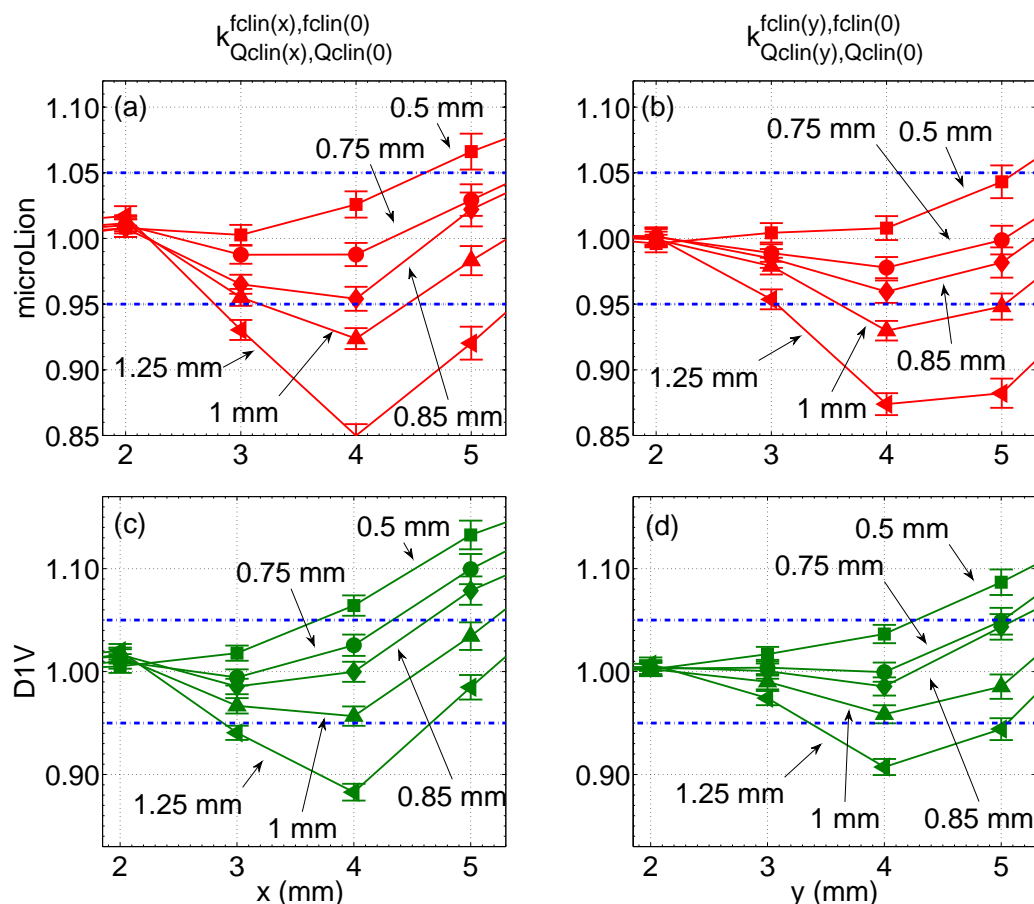 k^fclin(x),fclin(0)_Qclin(x),Qclin(0)
k^fclin(y),fclin(0)_Qclin(y),Qclin(0)
(a)
0.5 mm
0.75 mm
1.25 mm
1 mm
0.85 mm
microLion
1.10
1.05
1.00
0.95
0.90
0.85
2 3 4 5
(b)
0.75 mm
0.5 mm
1.25 mm
0.85 mm
1 mm
1.10
1.05
1.00
0.95
0.90
0.85
2 3 4 5
(c)
0.5 mm
0.75 mm
1.25 mm
0.85 mm
1 mm
D1V
1.10
1.00
0.90
2 3 4 5
x (mm)
(d)
0.5 mm
0.75 mm
1.25 mm
1 mm
0.85 mm
1.10
1.00
0.90
2 3 4 5
y (mm)